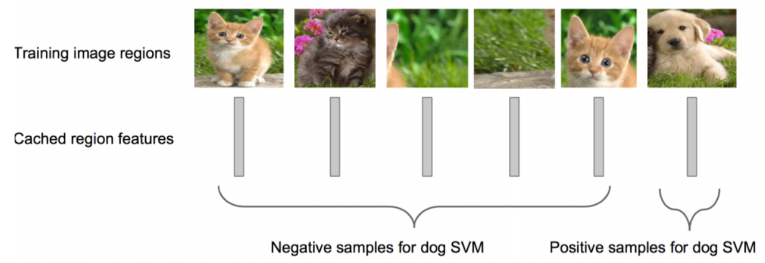 Training image regions
Cached region features
Negative samples for dog SVM
Positive samples for dog SVM